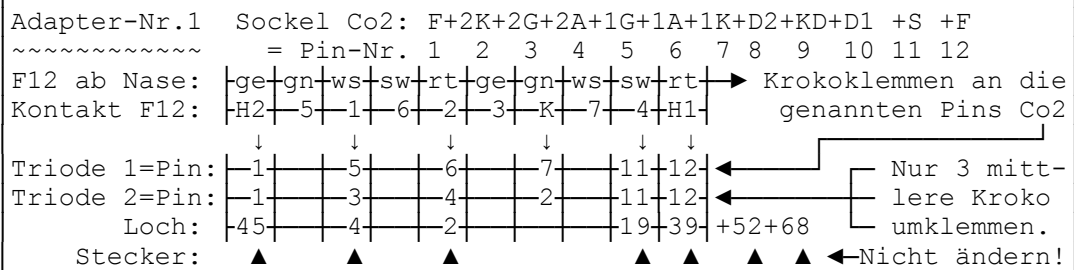 Adapter-Nr.1  Sockel Co2: F+2K+2G+2A+1G+1A+1K+D2+KD+D1 +S +F
~~~~~~~~~~~~    = Pin-Nr. 1  2  3  4  5  6  7 8  9  10 11 12
F12 ab Nase: ├ge┼gn┼ws┼sw┼rt┼ge┼gn┼ws┼sw┼rt┼─► Krokoklemmen an die
Kontakt F12: ├H2┼─5┼─1┼─6┼─2┼─3┼─K┼─7┼─4┼H1┤ genannten Pins Co2
↓ ↓ ↓ ↓ ↓ ↓
Triode 1=Pin:├─1┼──┼─5┼──┼─6┼──┼─7┼──┼11┼12┤◄ Nur 3 mitt-
Triode 2=Pin:├─1┼──┼─3┼──┼─4┼──┼─2┼──┼11┼12┤◄ lere Kroko
Loch: ├45┼──┼─4┼──┼─2┼──┼──┼──┼19┼39┤+52+68 umklemmen.
Stecker: ▲ ▲ ▲ ▲ ▲ ▲ ▲ ◄─Nicht ändern!